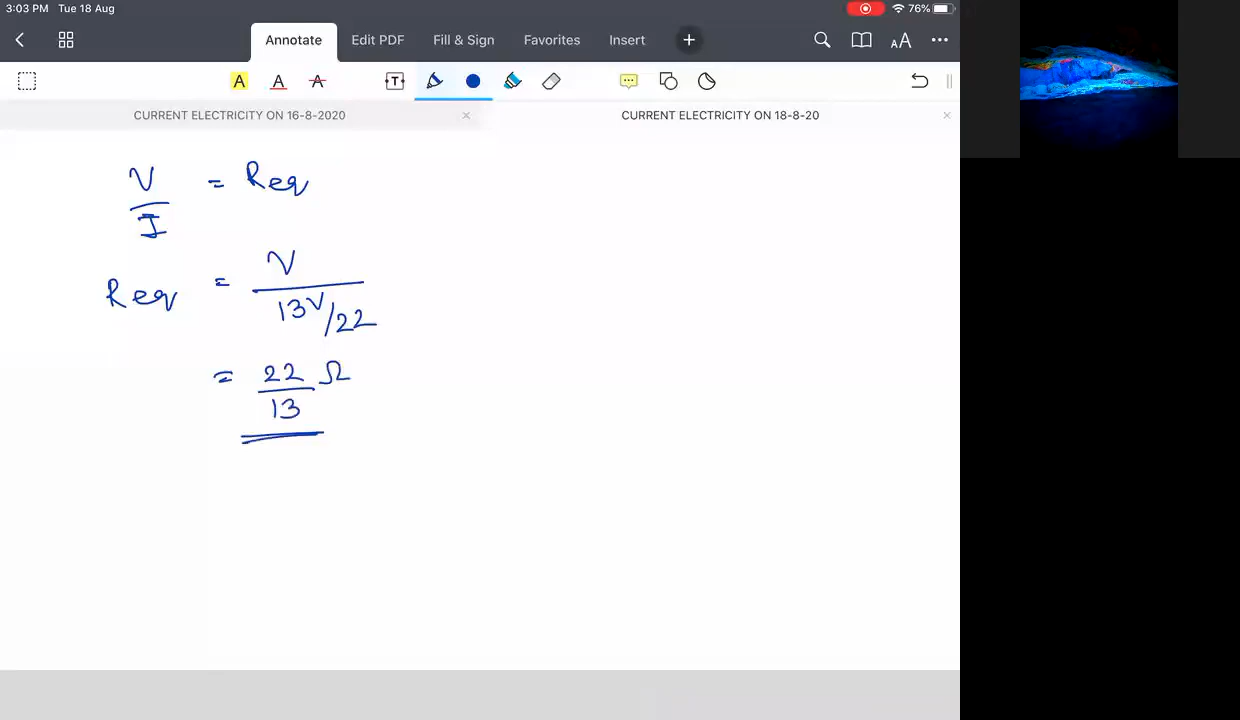 3:03 PM Tue 18 Aug 76%
Annotate Edit PDF Fill & Sign Favorites Insert
AA
A A A T
CURRENT ELECTRICITY ON 16-8-2020 CURRENT ELECTRICITY ON 18-8-20
V/I = Req
Req = V/(13V/22)
= 22/13 Ω